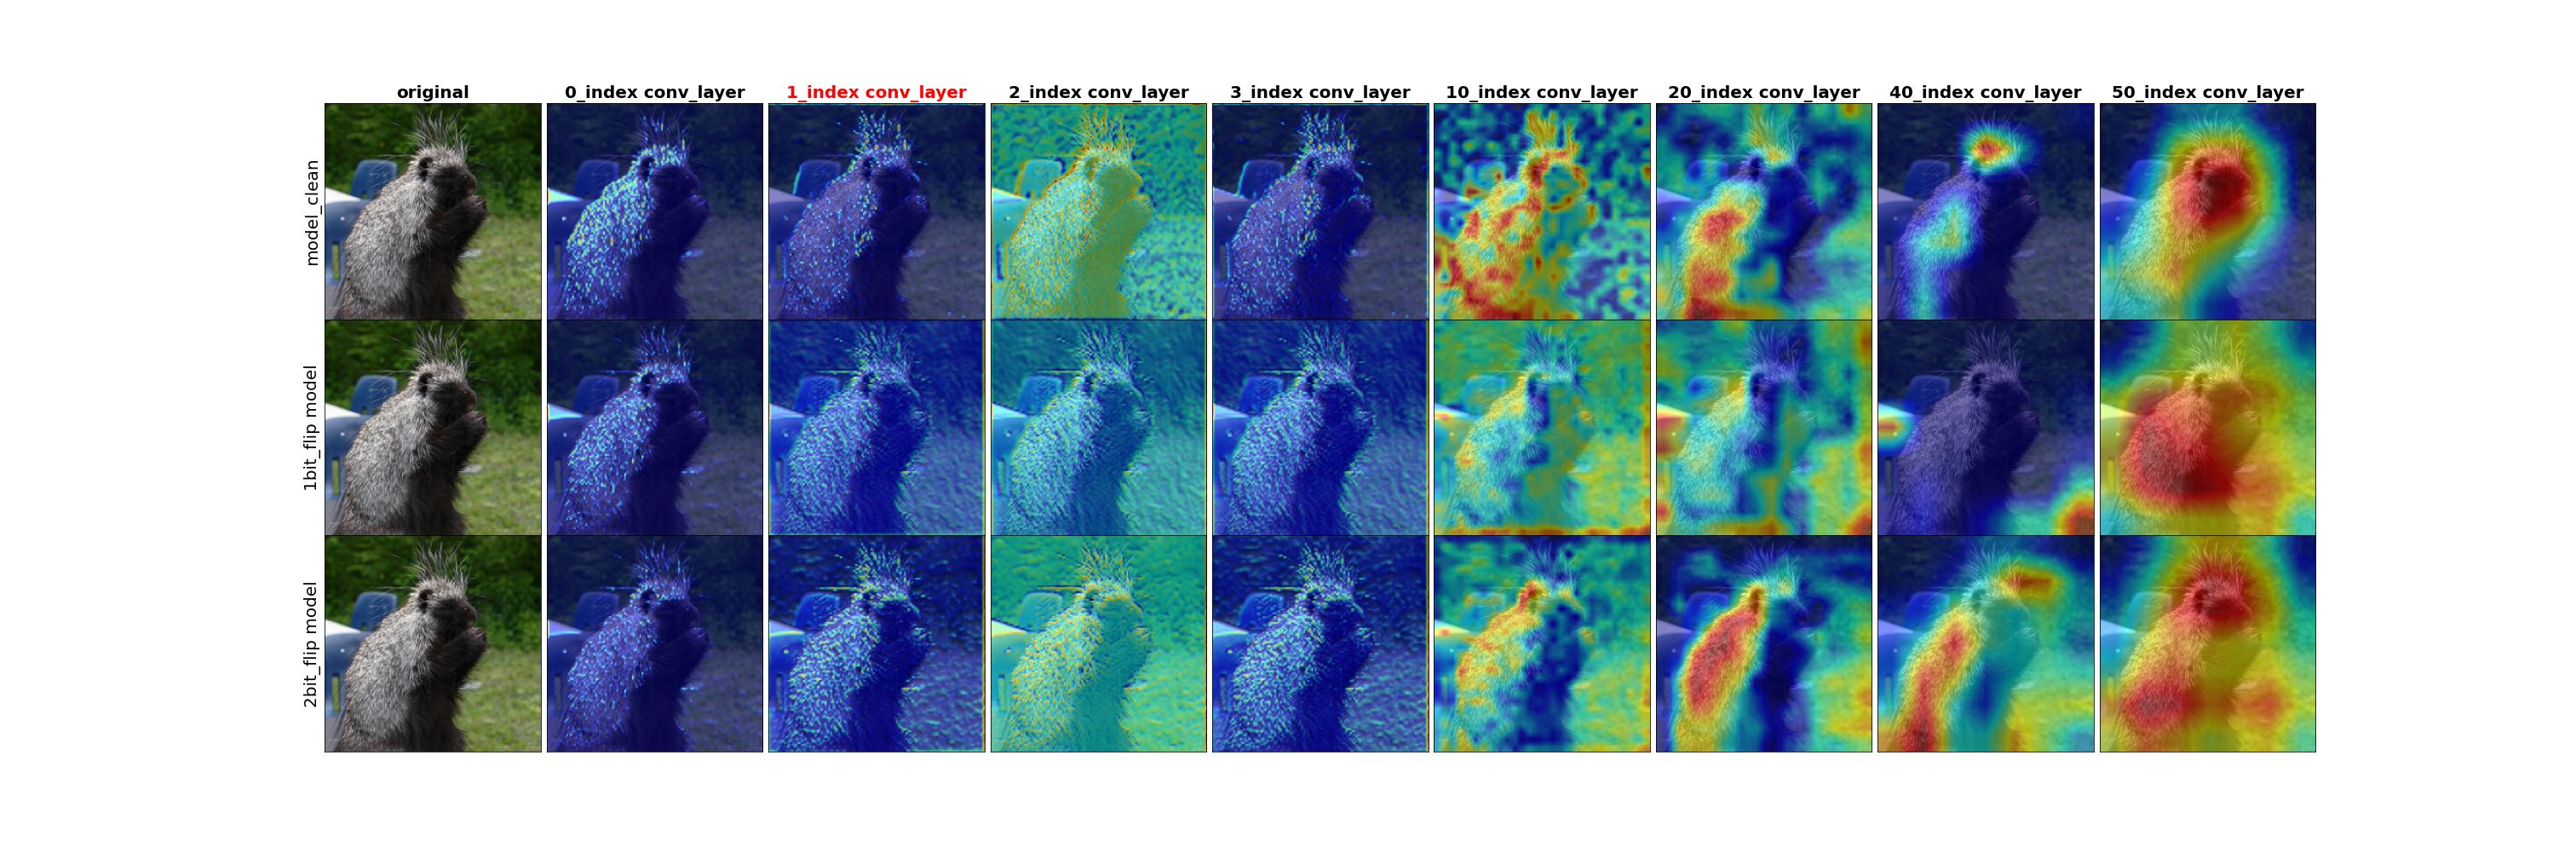 original
0_index conv_layer
1_index conv_layer
2_index conv_layer
3_index conv_layer
10_index conv_layer
20_index conv_layer
40_index conv_layer
50_index conv_layer
model_clean
1bit_flip model
2bit_flip model